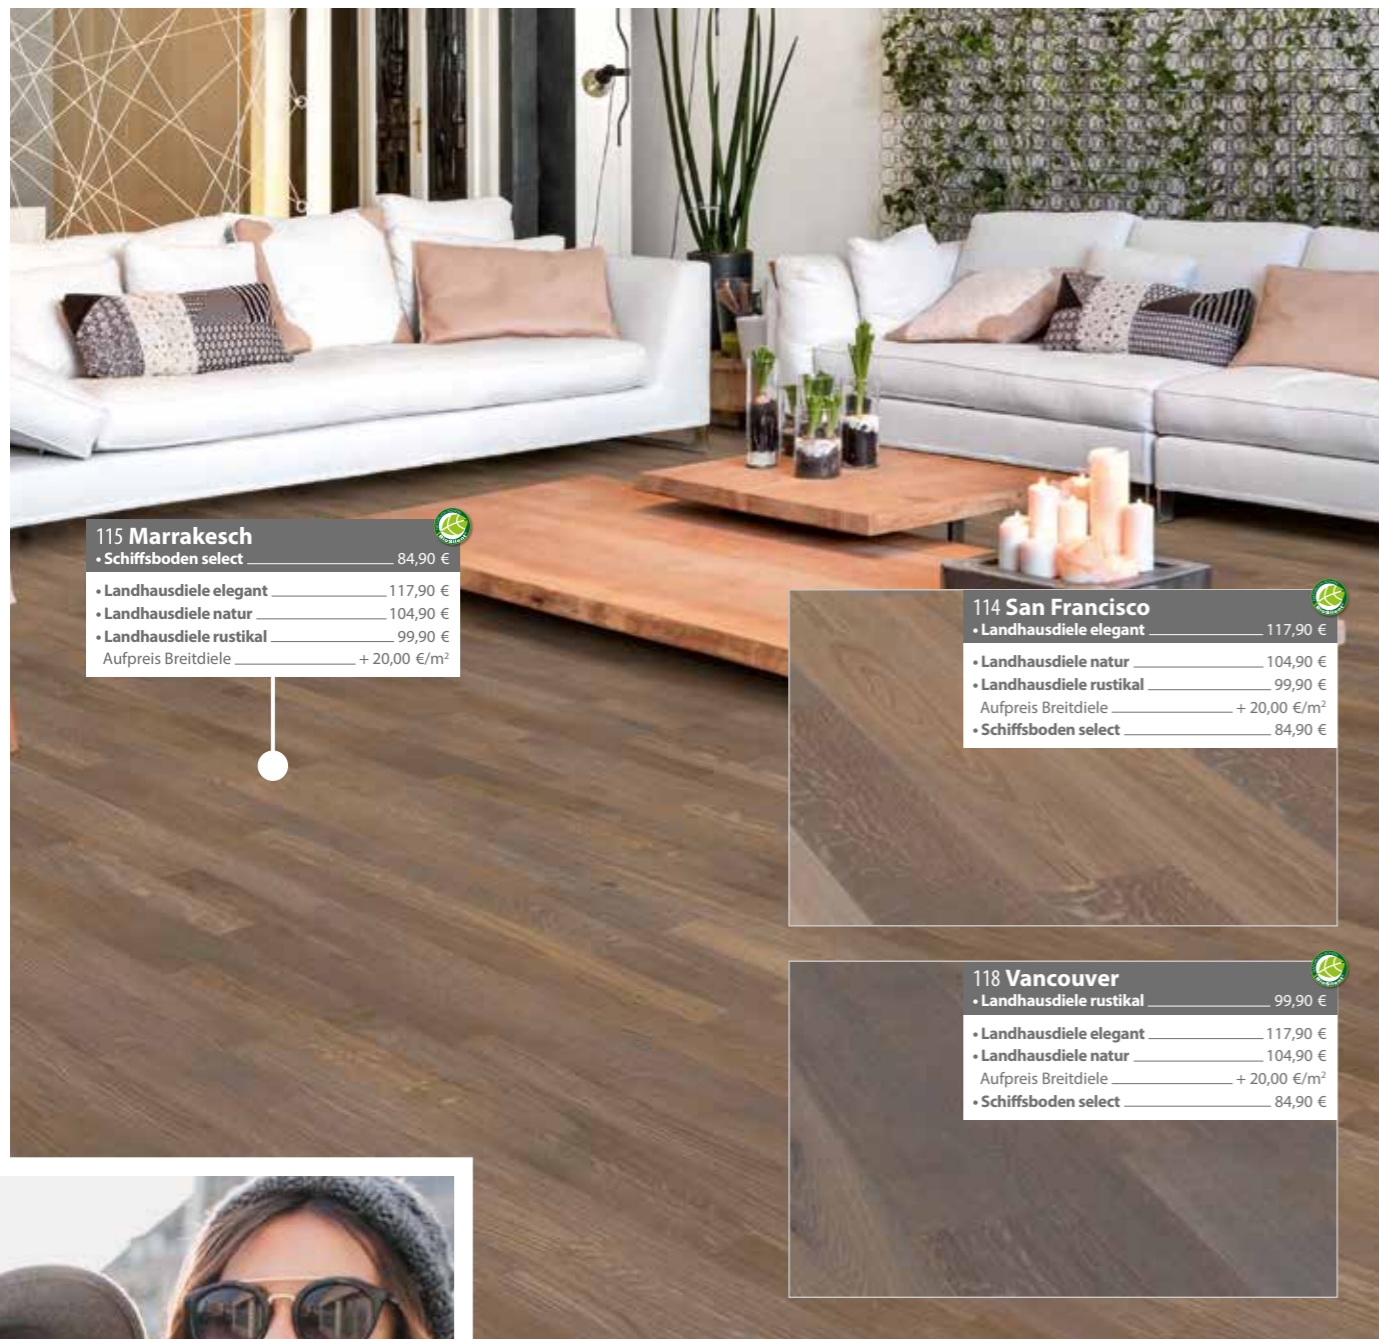 115 Marrakesch
• Schiffsboden select 84,90 €
• Landhausdiele elegant 117,90 €
• Landhausdiele natur 104,90 €
• Landhausdiele rustikal 99,90 €
Aufpreis Breitdiele + 20,00 €/m²
114 San Francisco
• Landhausdiele elegant 117,90 €
• Landhausdiele natur 104,90 €
• Landhausdiele rustikal 99,90 €
Aufpreis Breitdiele + 20,00 €/m²
• Schiffsboden select 84,90 €
118 Vancouver
• Landhausdiele rustikal 99,90 €
• Landhausdiele elegant 117,90 €
• Landhausdiele natur 104,90 €
Aufpreis Breitdiele + 20,00 €/m²
• Schiffsboden select 84,90 €